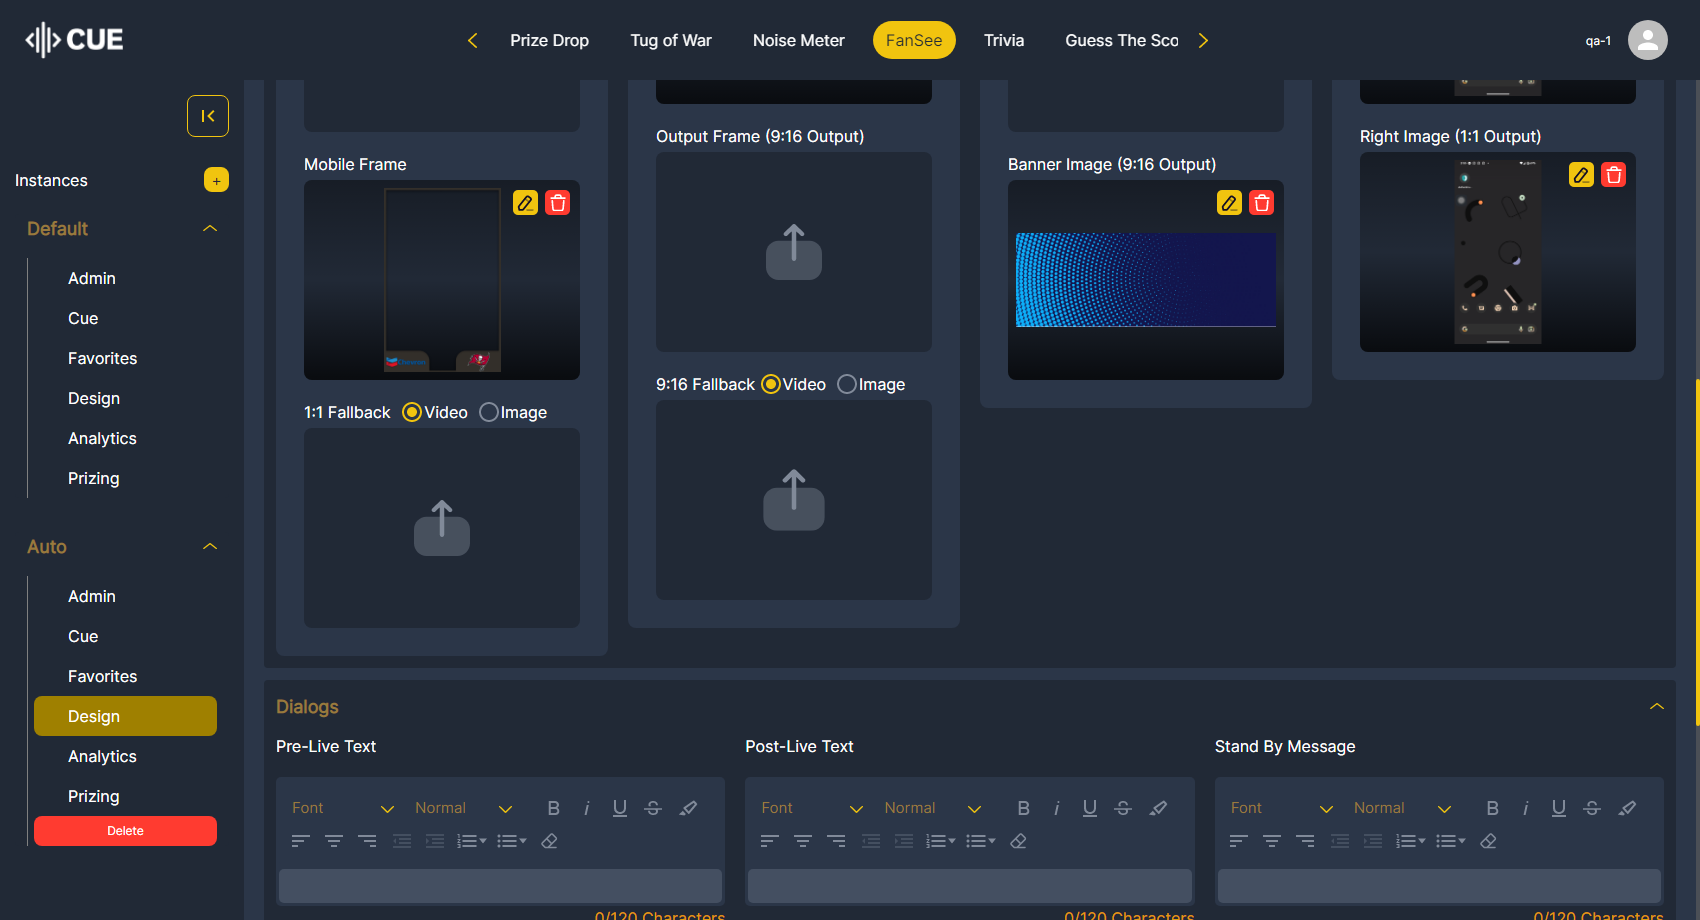 CUE
Prize Drop
Tug of War
Noise Meter
FanSee
Trivia
Guess The Sco
qa-1
Instances
+
Default
Admin
Cue
Favorites
Design
Analytics
Prizing
Auto
Admin
Cue
Favorites
Design
Analytics
Prizing
Delete
Mobile Frame
1:1 Fallback Video Image
Output Frame (9:16 Output)
9:16 Fallback Video Image
Banner Image (9:16 Output)
Right Image (1:1 Output)
Dialogs
Pre-Live Text
Font Normal B i U S
0/120 Characters
Post-Live Text
Font Normal B i U S
0/120 Characters
Stand By Message
Font Normal B i U S
0/120 Characters